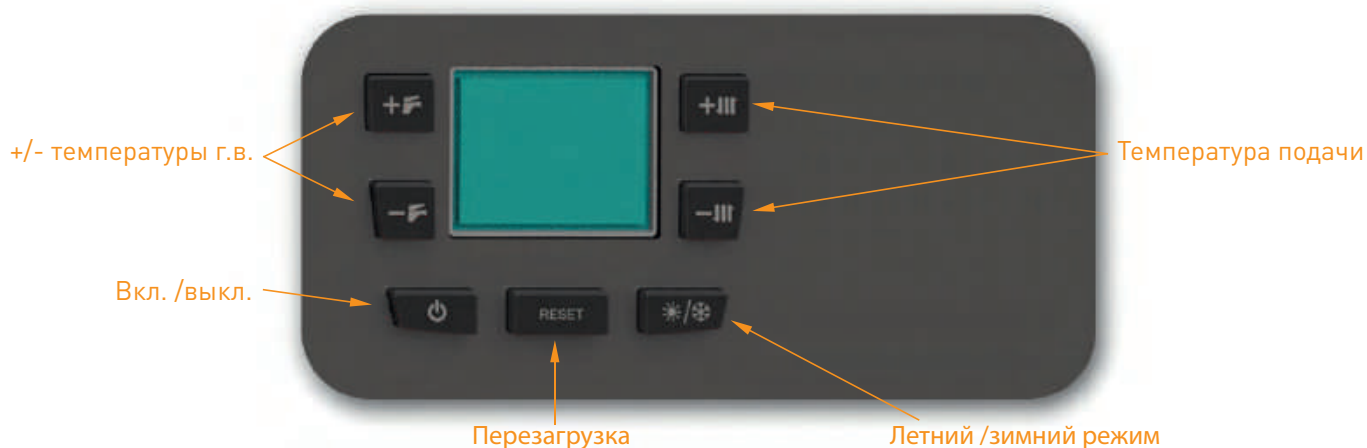 +
+
+/- температуры г.в.
Температура подачи
-
-
Вкл. /выкл.
RESET
/
Перезагрузка
Летний /зимний режим